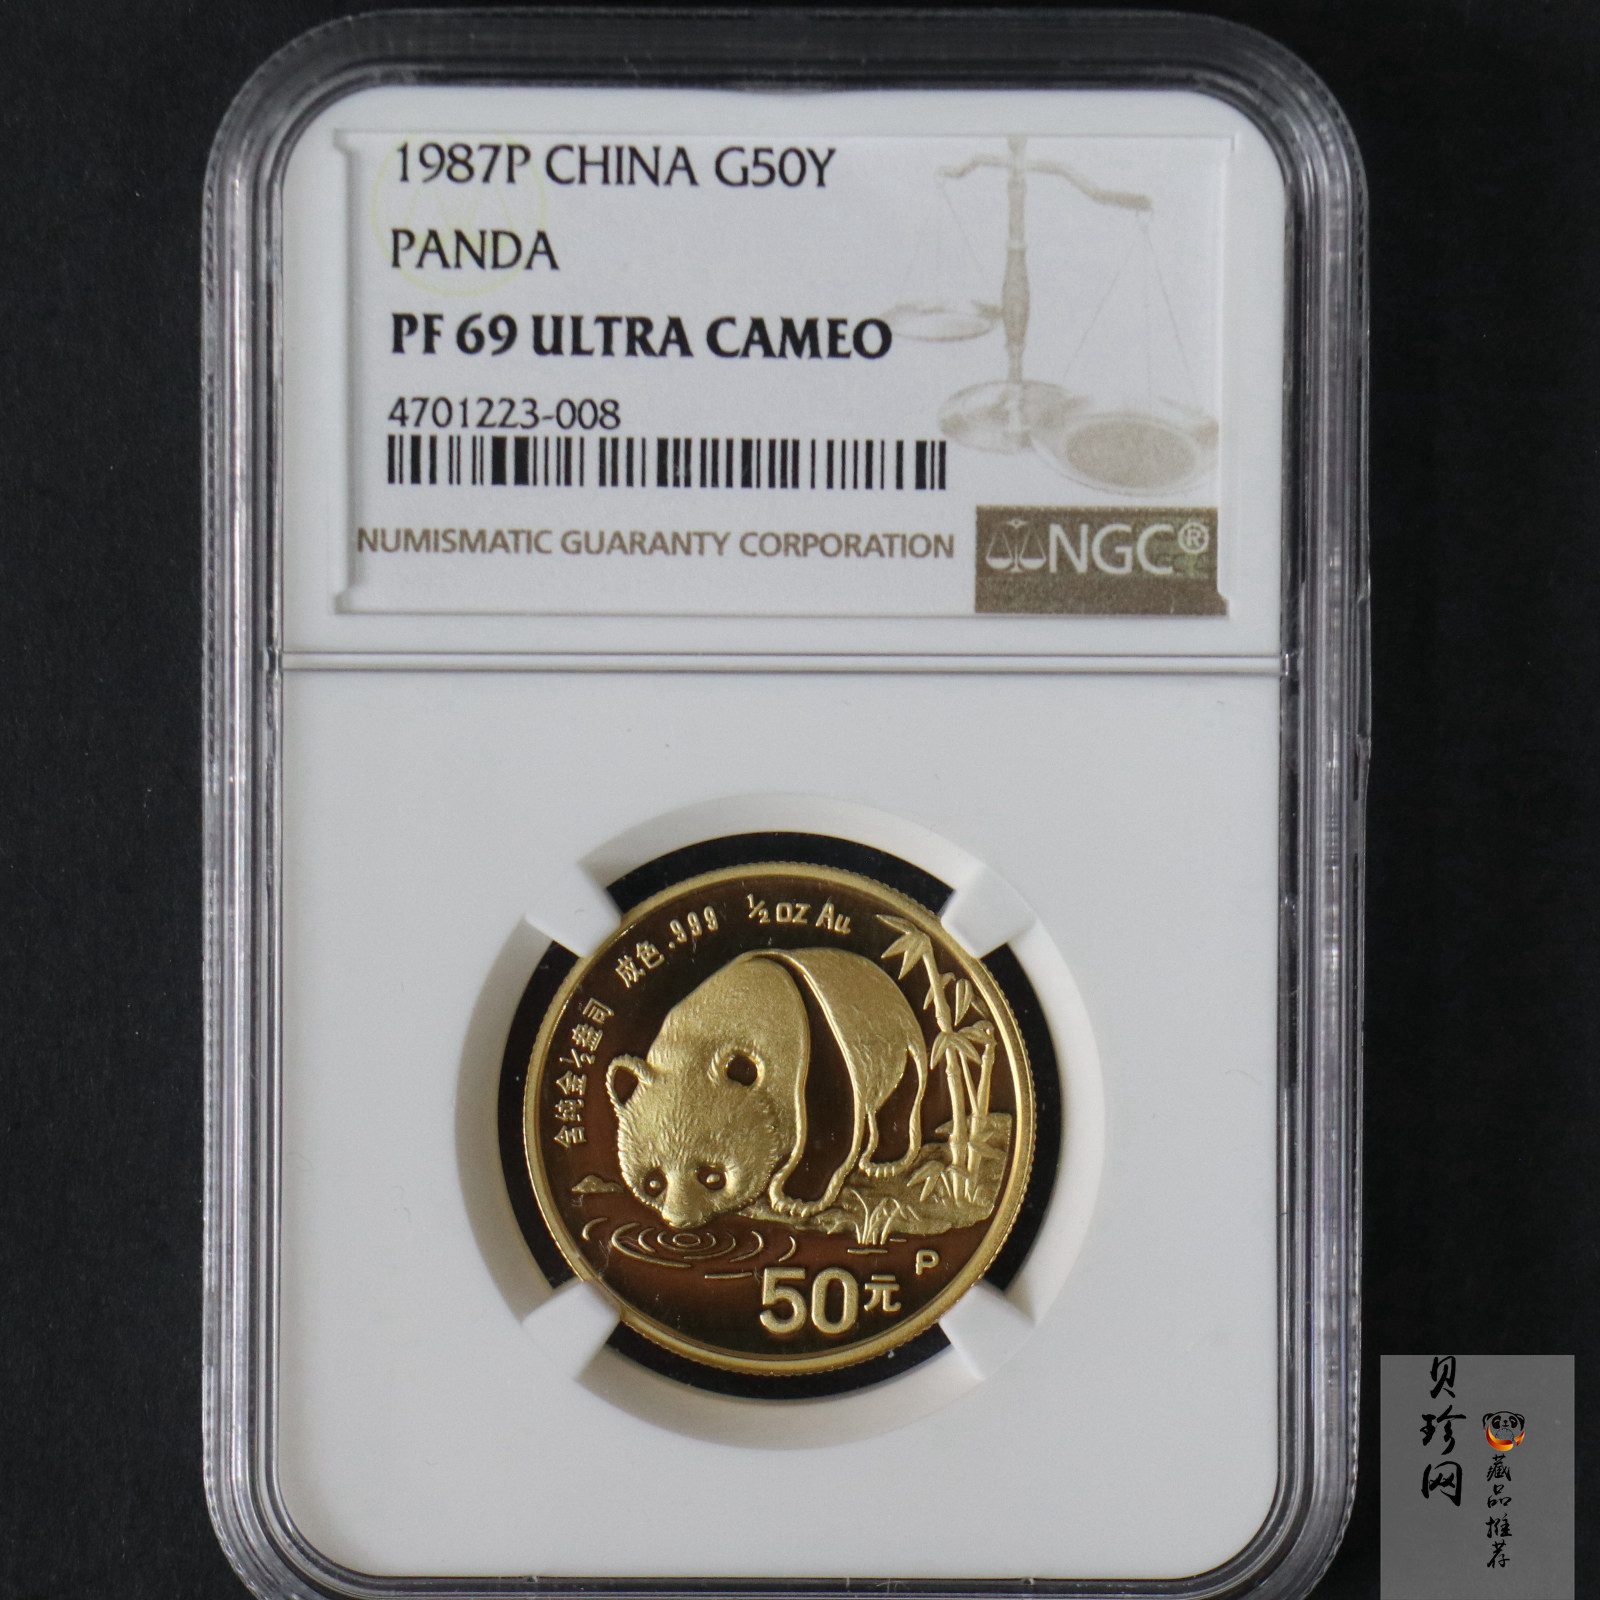 1987P CHINA G50Y
PANDA
PF 69 ULTRA CAMEO
4701223-008
NUMISMATIC GUARANTY CORPORATION
NGC®
含纯金½盎司 成色.999 ½oz Au
50元
P
贝珍网
藏品推荐